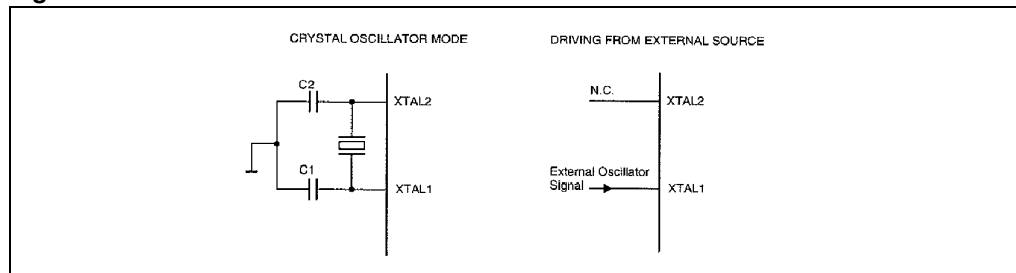 CRYSTAL OSCILLATOR MODE
C2
XTAL2
C1
XTAL1
DRIVING FROM EXTERNAL SOURCE
N.C.
XTAL2
External Oscillator
Signal
XTAL1